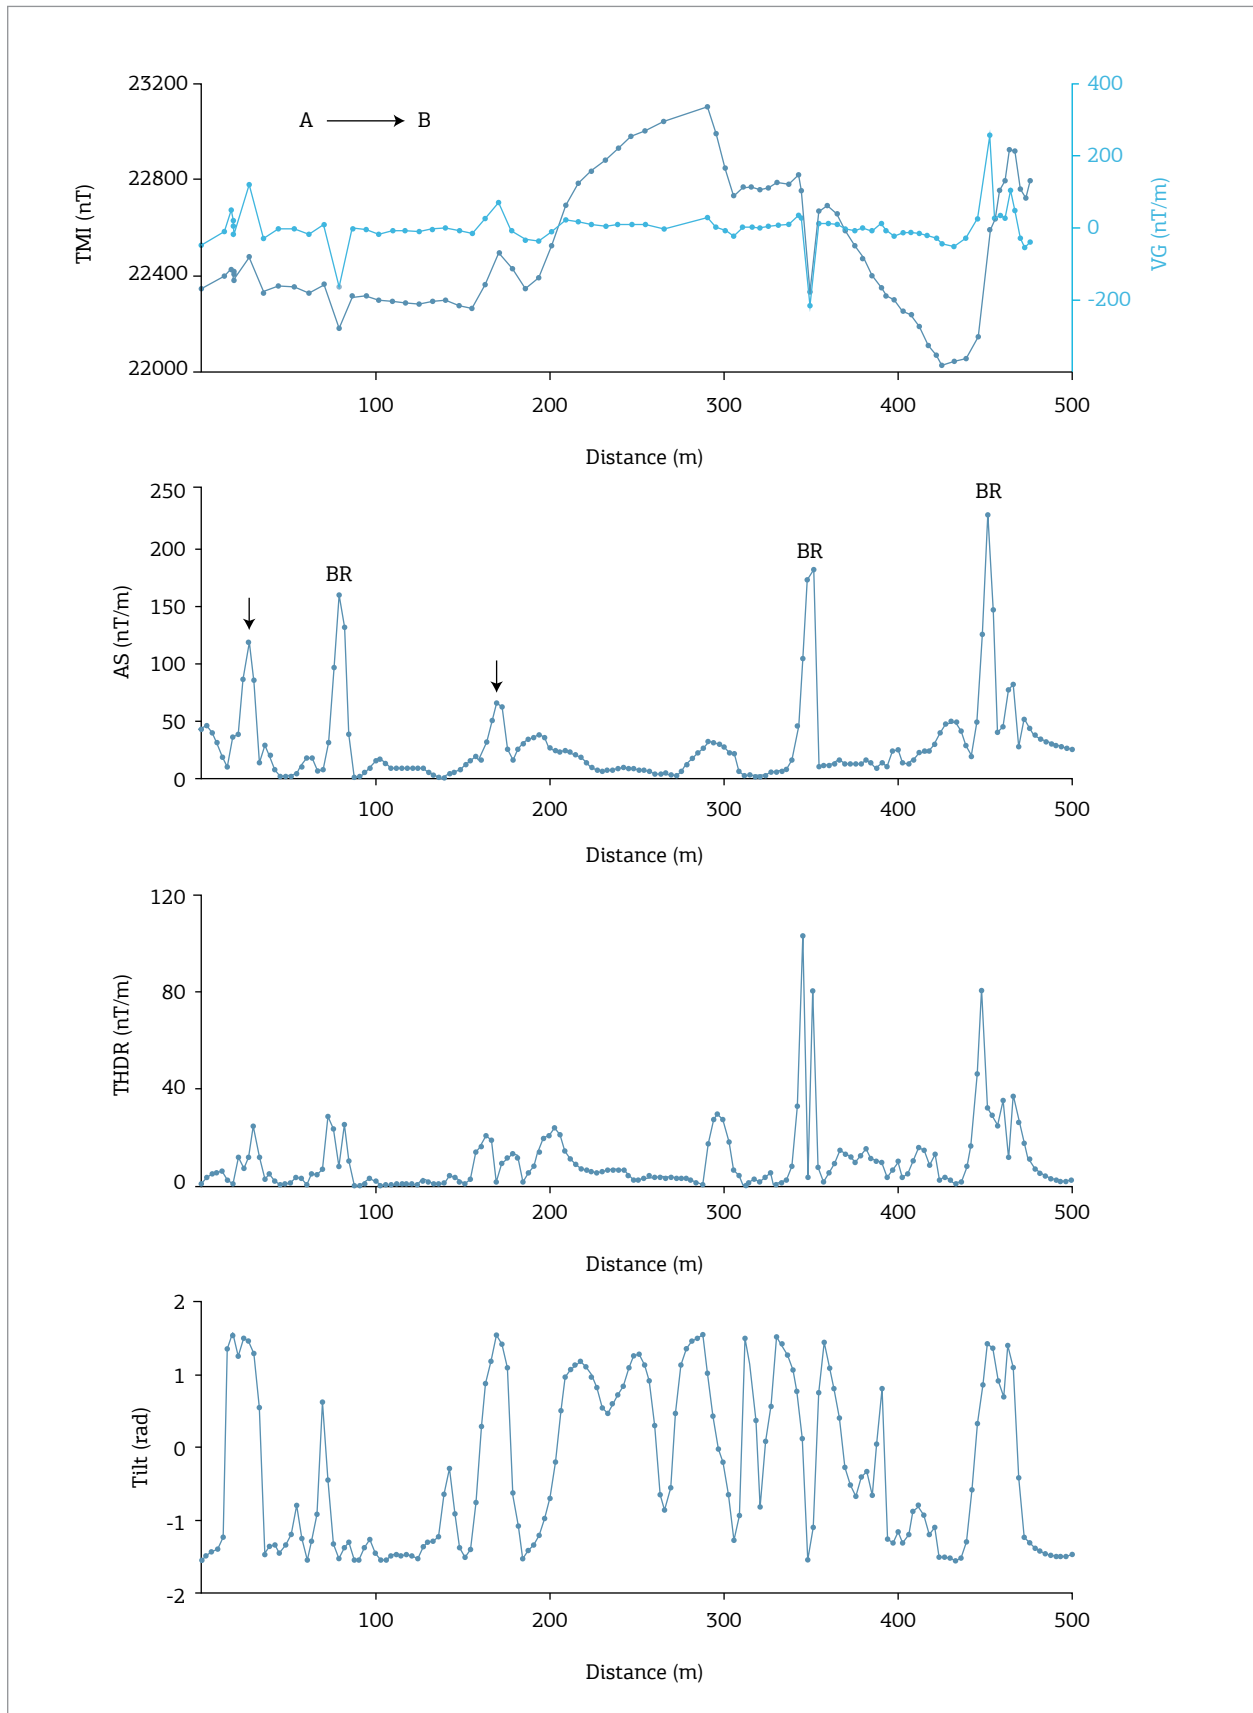 23200
22800
22400
22000
TMI (nT)
A B
400
200
0
-200
VG (nT/m)
100 200 300 400 500
Distance (m)
250
200
150
100
50
0
AS (nT/m)
BR
BR
BR
100 200 300 400 500
Distance (m)
120
80
40
0
THDR (nT/m)
100 200 300 400 500
Distance (m)
2
1
0
-1
-2
Tilt (rad)
100 200 300 400 500
Distance (m)